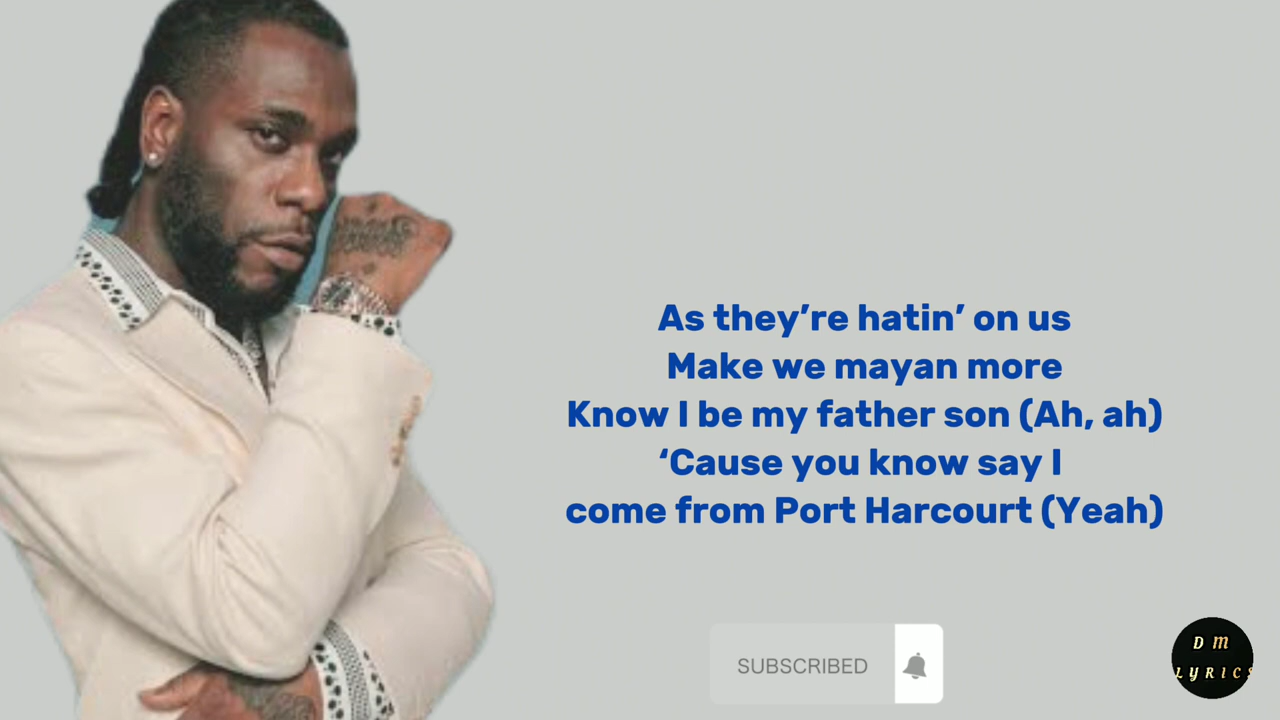 As they’re hatin’ on us
Make we mayan more
Know I be my father son (Ah, ah)
‘Cause you know say I
come from Port Harcourt (Yeah)
SUBSCRIBED
D M
LYRICS